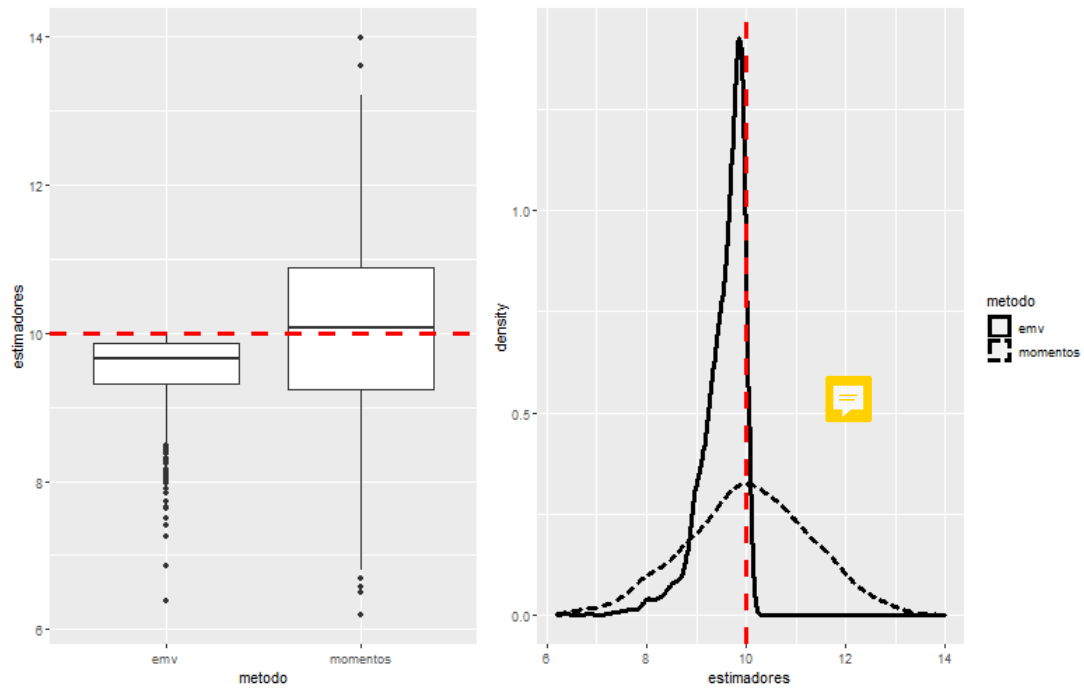 14
12
10
8
6
estimadores
emv
momentos
metodo
1.0
0.5
0.0
density
6
8
10
12
14
estimadores
metodo
emv
momentos